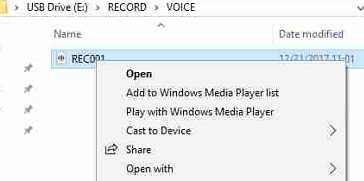 USB Drive (E:) > RECORD > VOICE
Name Date modified
REC001 12/21/2017 11:01
Open
Add to Windows Media Player list
Play with Windows Media Player
Cast to Device
Share
Open with